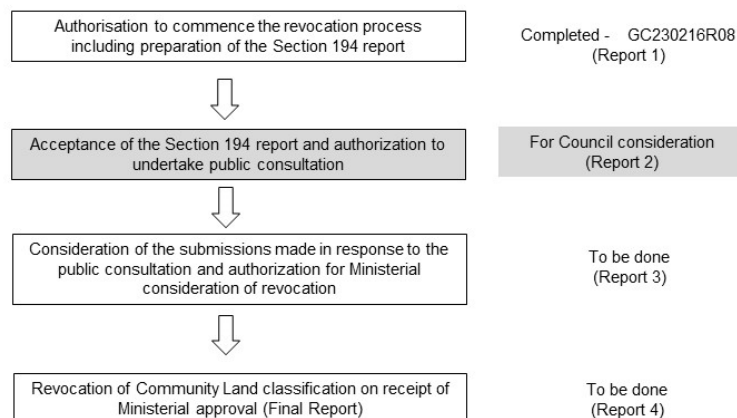 Authorisation to commence the revocation process
including preparation of the Section 194 report
Completed - GC230216R08
(Report 1)
Acceptance of the Section 194 report and authorization to
undertake public consultation
For Council consideration
(Report 2)
Consideration of the submissions made in response to the
public consultation and authorization for Ministerial
consideration of revocation
To be done
(Report 3)
Revocation of Community Land classification on receipt of
Ministerial approval (Final Report)
To be done
(Report 4)